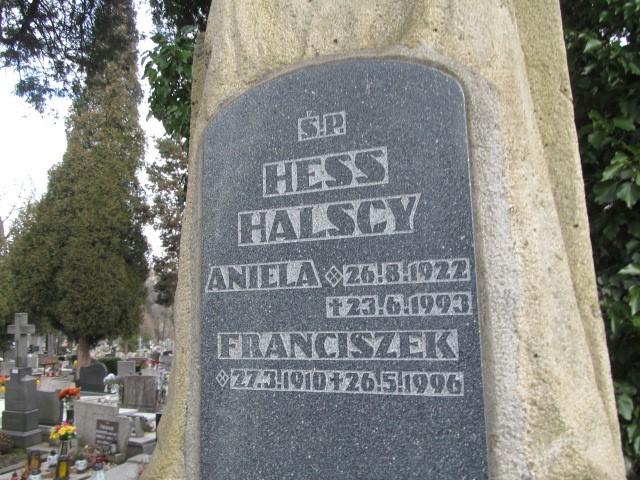 Ś.P.
HESS
HALSCY
ANIELA 26.8.1922
✝23.6.1993
FRANCISZEK
27.3.1910✝26.5.1996